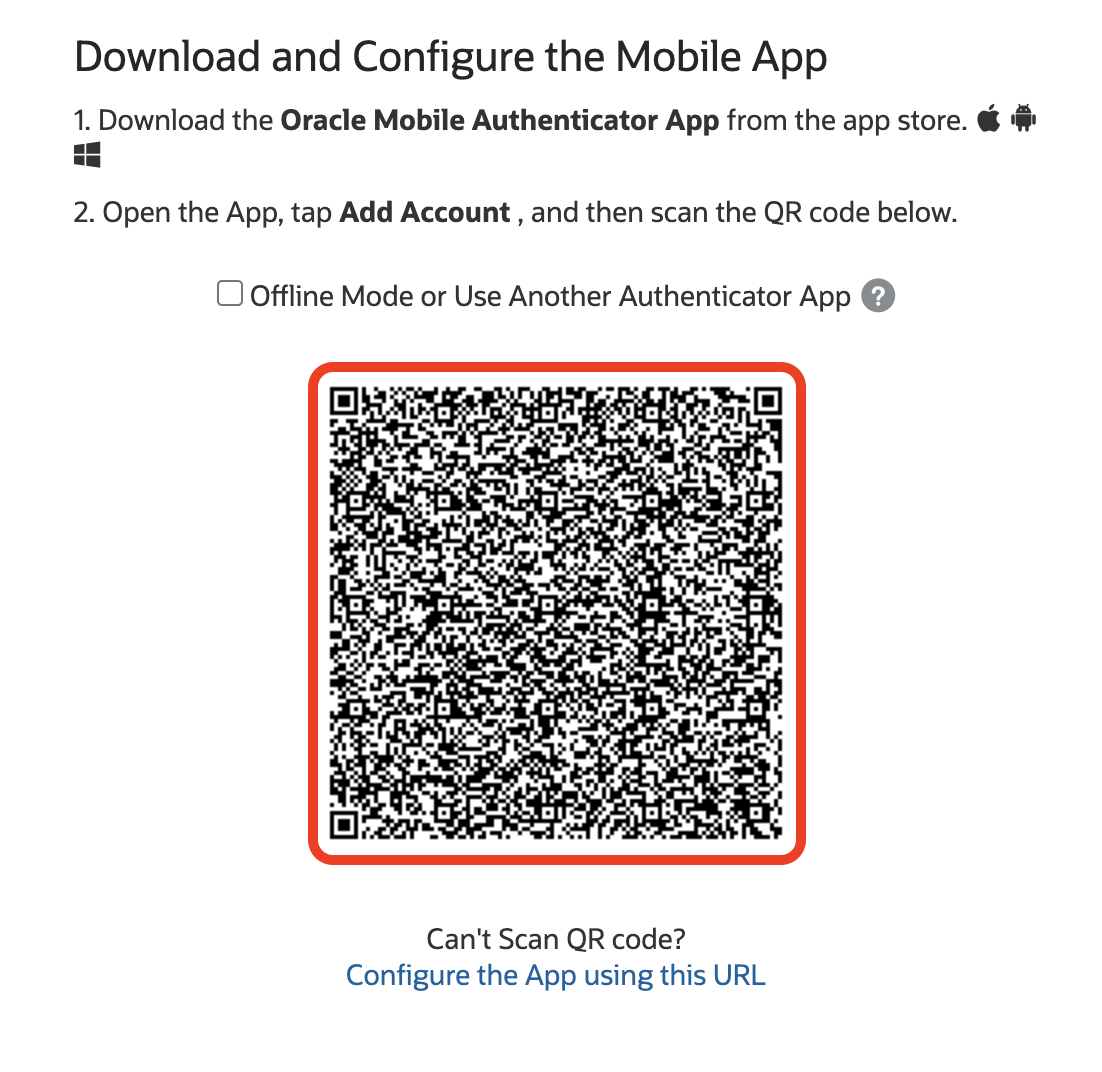 Download and Configure the Mobile App
1. Download the Oracle Mobile Authenticator App from the app store.
2. Open the App, tap Add Account , and then scan the QR code below.
Offline Mode or Use Another Authenticator App ?
Can't Scan QR code?
Configure the App using this URL